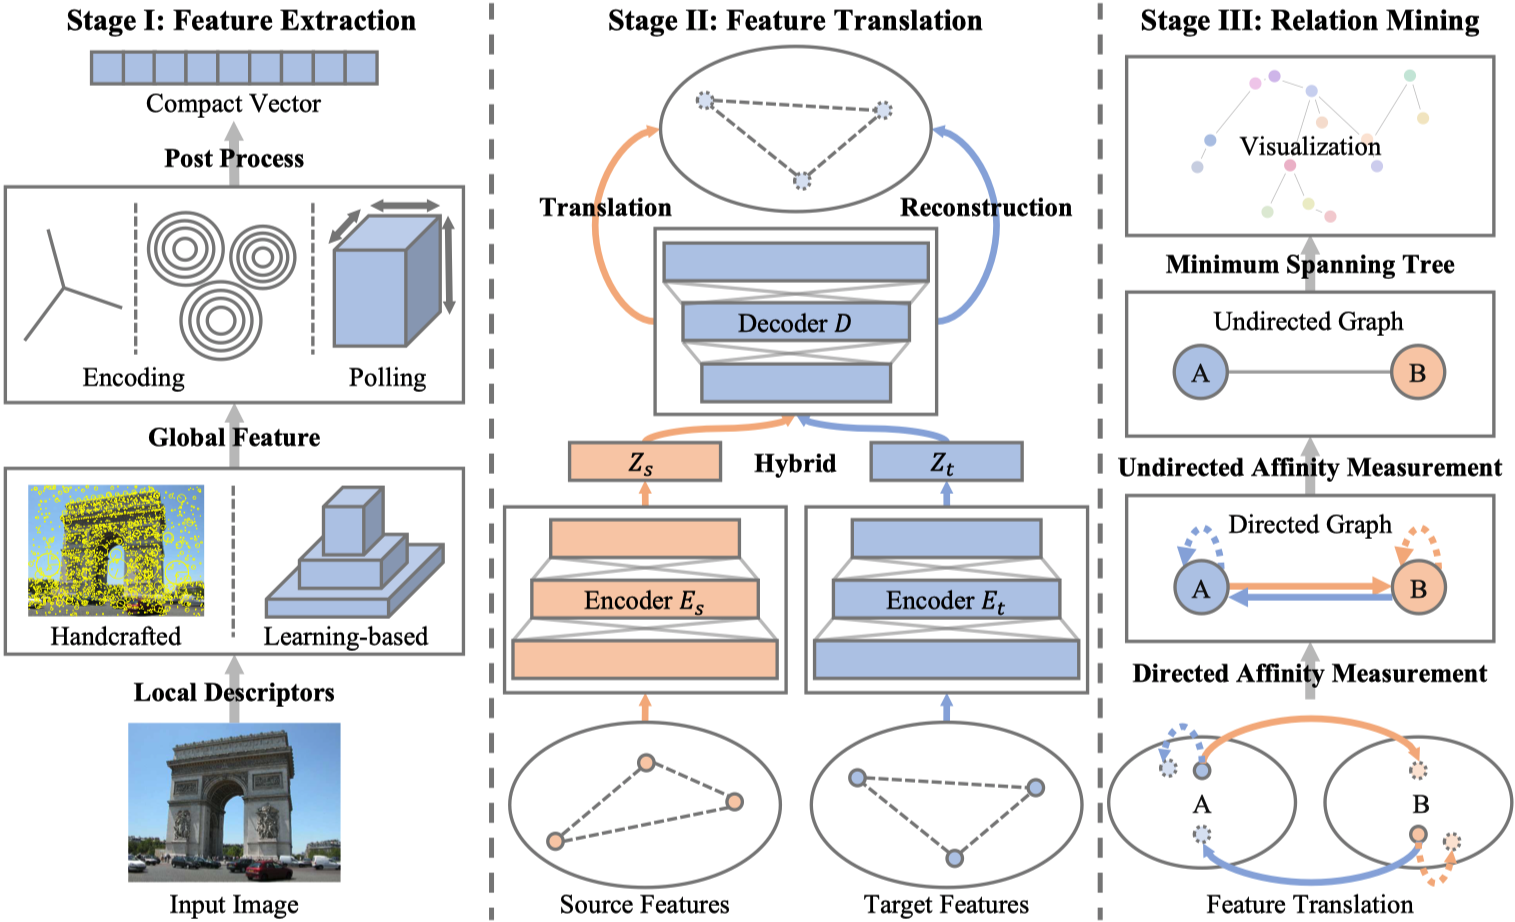 Stage I: Feature Extraction
Compact Vector
Post Process
Encoding
Polling
Global Feature
Handcrafted
Learning-based
Local Descriptors
Input Image
Stage II: Feature Translation
Translation
Reconstruction
Decoder D
Z_s
Hybrid
Z_t
Encoder E_s
Encoder E_t
Source Features
Target Features
Stage III: Relation Mining
Visualization
Minimum Spanning Tree
Undirected Graph
A
B
Undirected Affinity Measurement
Directed Graph
A
B
Directed Affinity Measurement
A
B
Feature Translation